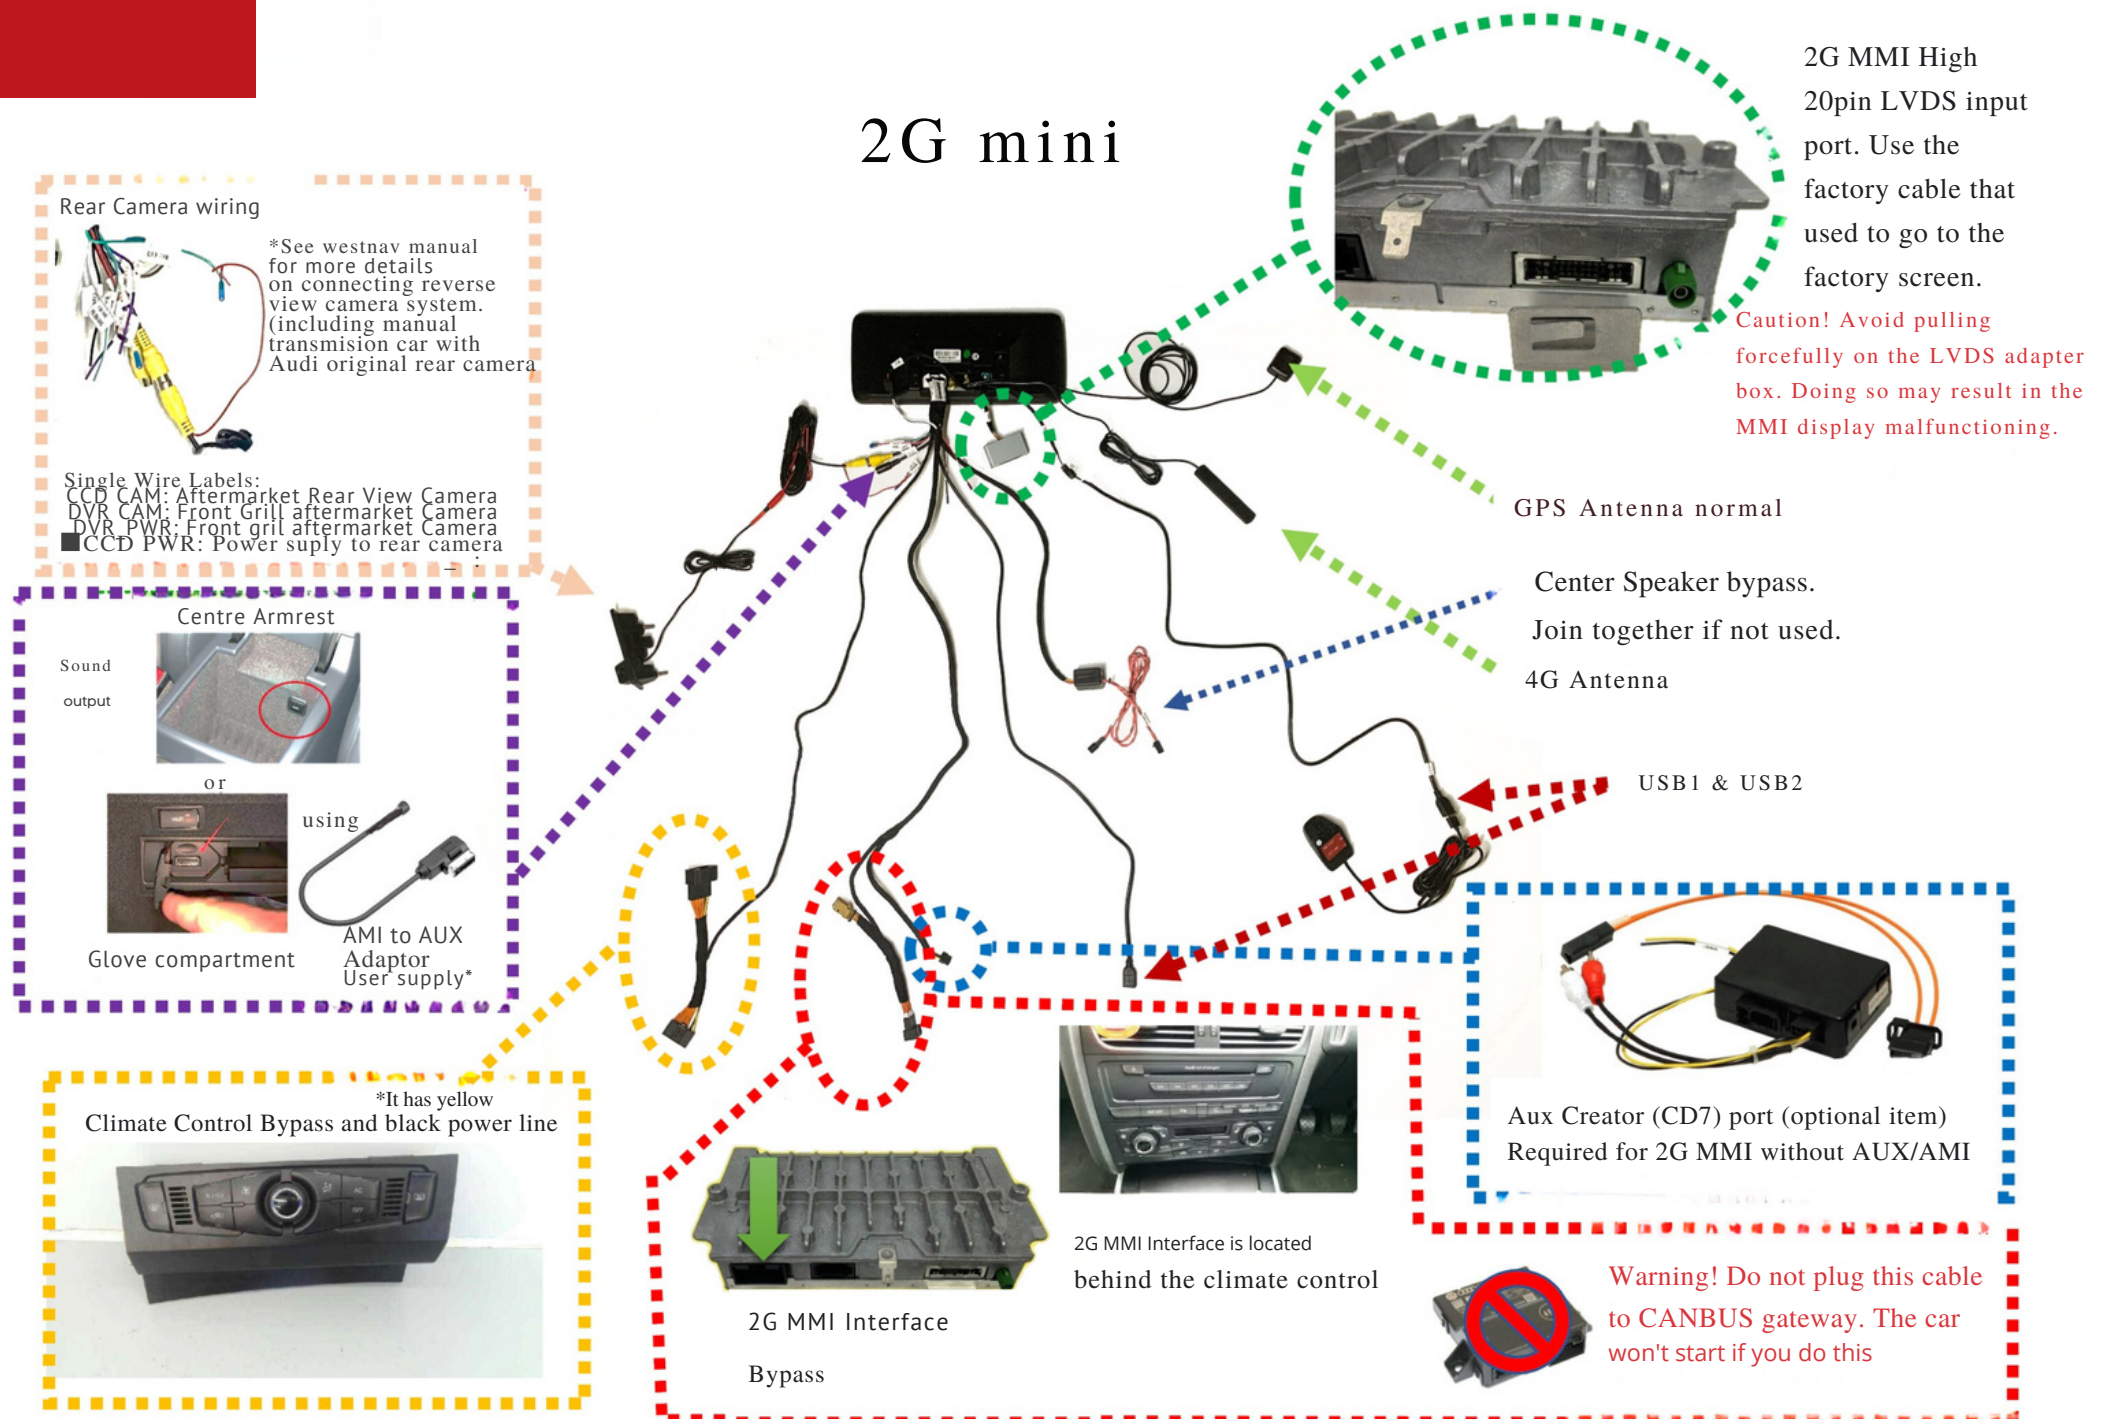 2G mini
2G MMI High
20pin LVDS input
port. Use the
factory cable that
used to go to the
factory screen.
Caution! Avoid pulling
forcefully on the LVDS adapter
box. Doing so may result in the
MMI display malfunctioning.
Rear Camera wiring
*See westnav manual
for more details
on connecting reverse
view camera system.
(including manual
transmision car with
Audi original rear camera
Single Wire Labels:
CCD CAM: Aftermarket Rear View Camera
DVR CAM: Front Grill aftermarket Camera
DVR PWR: Front gril aftermarket Camera
CCD PWR: Power suply to rear camera
GPS Antenna normal
Center Speaker bypass.
Join together if not used.
4G Antenna
USB1 & USB2
Centre Armrest
Sound
output
or
using
Glove compartment
AMI to AUX
Adaptor
User supply*
*It has yellow
Climate Control Bypass and black power line
2G MMI Interface
Bypass
2G MMI Interface is located
behind the climate control
Aux Creator (CD7) port (optional item)
Required for 2G MMI without AUX/AMI
Warning! Do not plug this cable
to CANBUS gateway. The car
won't start if you do this